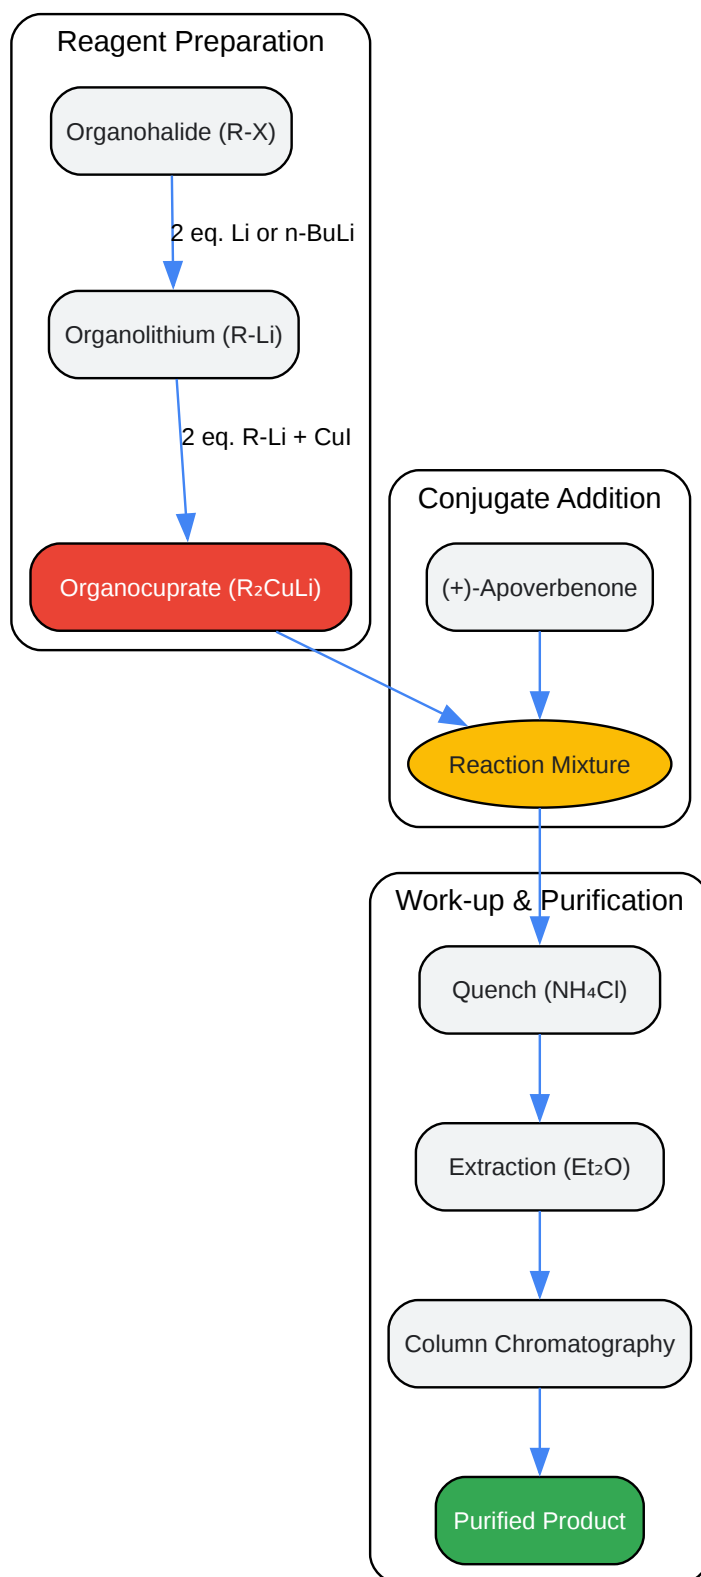 Reagent Preparation
Organohalide (R-X)
2 eq. Li or n-BuLi
Organolithium (R-Li)
2 eq. R-Li + CuI
Organocuprate (R₂CuLi)
Conjugate Addition
(+)-Apoverbenone
Reaction Mixture
Work-up & Purification
Quench (NH₄Cl)
Extraction (Et₂O)
Column Chromatography
Purified Product